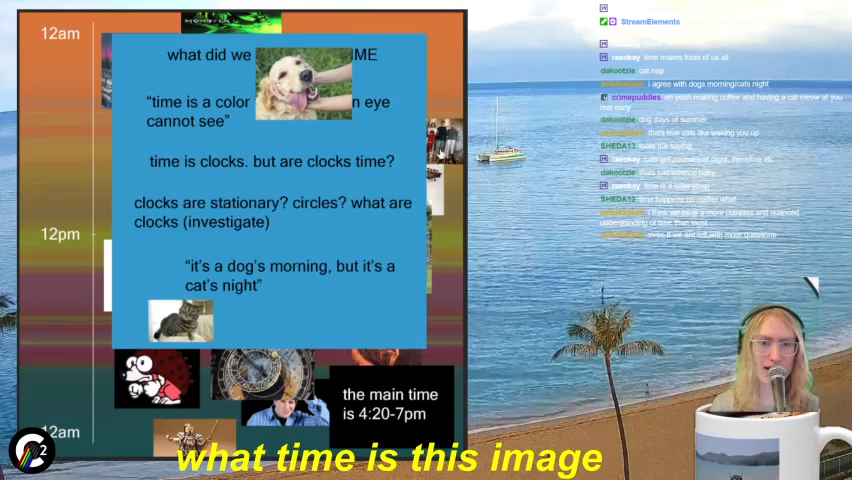 12am
MONSTER
what did we
IME
"time is a color
n eye
cannot see"
time is clocks. but are clocks time?
clocks are stationary? circles? what are
clocks (investigate)
12pm
"it's a dog's morning, but it's a
cat's night"
the main time
is 4:20-7pm
12am
2
what time is this image
StreamElements
raeokay time makes fools of us all
dakootzie cat nap
i agree with dogs morning/cats night
crimepuddies oh yeah making coffee and having a cat meow at you
real early
dakootzie dog days of summer
thats true cats like waking you up
SHEDA13 thats the saying
raeokay cats get zoomies at night, therefore etc
dakootzie thats just science baby
raeokay time is a color (dog)
SHEDA13 time happens no matter what
i think we have a more complex and nuanced
understanding of time than most
even if we are left with more questions